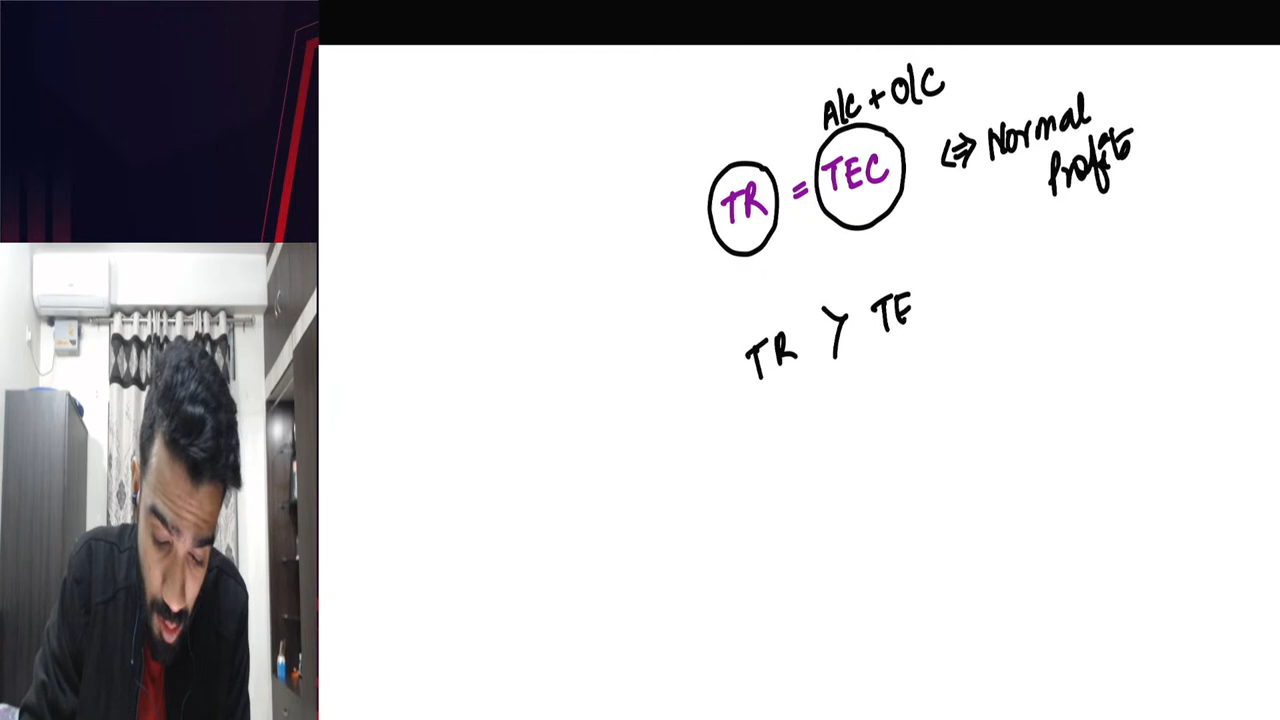 A/C + O/C
TR = TEC <=> Normal
Profits
TR > TE